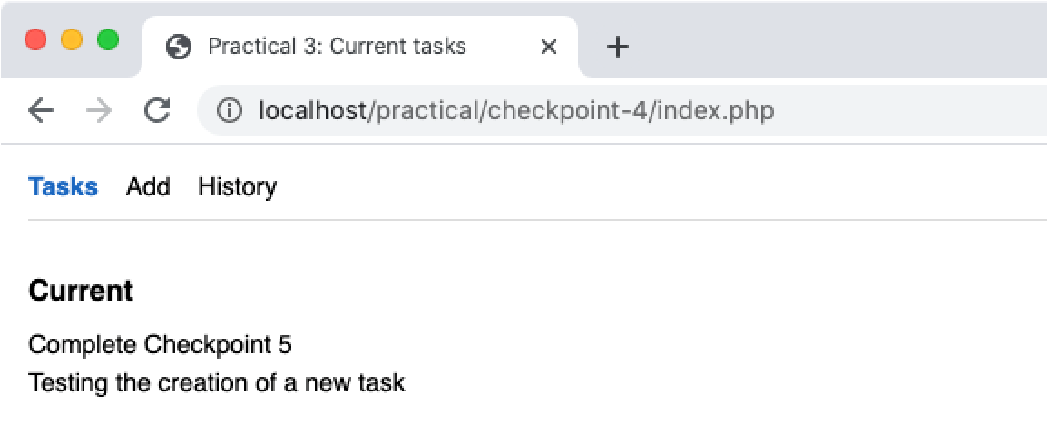 Practical 3: Current tasks
localhost/practical/checkpoint-4/index.php
Tasks Add History
Current
Complete Checkpoint 5
Testing the creation of a new task